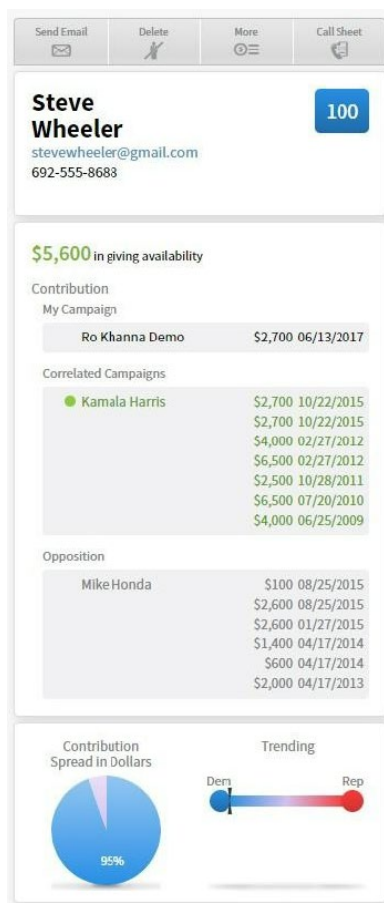 Send Email Delete More Call Sheet
Steve
Wheeler
100
stevewheeler@gmail.com
692-555-8688
$5,600 in giving availability
Contribution
My Campaign
Ro Khanna Demo $2,700 06/13/2017
Correlated Campaigns
Kamala Harris $2,700 10/22/2015
$2,700 10/22/2015
$4,000 02/27/2012
$6,500 02/27/2012
$2,500 10/28/2011
$6,500 07/20/2010
$4,000 06/25/2009
Opposition
Mike Honda $100 08/25/2015
$2,600 08/25/2015
$2,600 01/27/2015
$1,400 04/17/2014
$600 04/17/2014
$2,000 04/17/2013
Contribution
Spread in Dollars
95%
Trending
Dem Rep